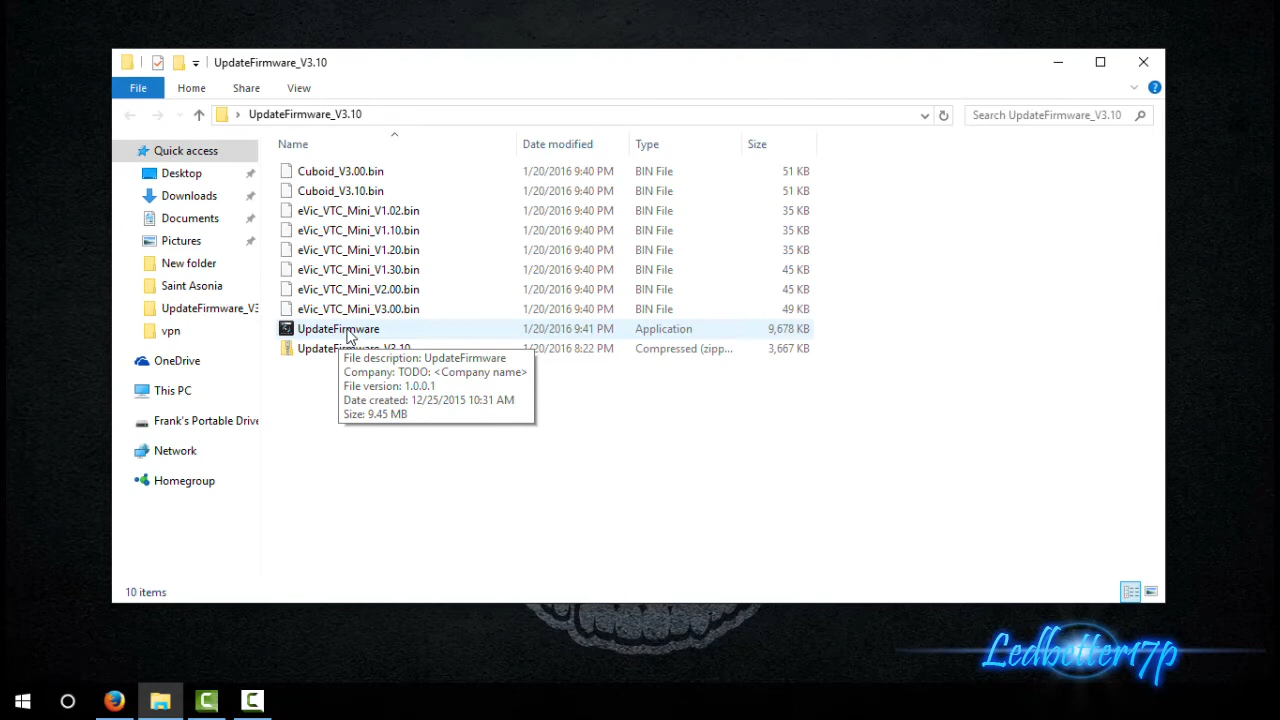 UpdateFirmware_V3.10
File Home Share View
UpdateFirmware_V3.10 Search UpdateFirmware_V3.10
Name Date modified Type Size
Quick access
Desktop
Downloads
Documents
Pictures
New folder
Saint Asonia
UpdateFirmware_V3
vpn
OneDrive
This PC
Frank's Portable Drive
Network
Homegroup
Cuboid_V3.00.bin 1/20/2016 9:40 PM BIN File 51 KB
Cuboid_V3.10.bin 1/20/2016 9:40 PM BIN File 51 KB
eVic_VTC_Mini_V1.02.bin 1/20/2016 9:40 PM BIN File 35 KB
eVic_VTC_Mini_V1.10.bin 1/20/2016 9:40 PM BIN File 35 KB
eVic_VTC_Mini_V1.20.bin 1/20/2016 9:40 PM BIN File 35 KB
eVic_VTC_Mini_V1.30.bin 1/20/2016 9:40 PM BIN File 45 KB
eVic_VTC_Mini_V2.00.bin 1/20/2016 9:40 PM BIN File 45 KB
eVic_VTC_Mini_V3.00.bin 1/20/2016 9:40 PM BIN File 49 KB
UpdateFirmware 1/20/2016 9:41 PM Application 9,678 KB
UpdateFirmware_V3.10 1/20/2016 8:22 PM Compressed (zipp... 3,667 KB
File description: UpdateFirmware
Company: TODO: <Company name>
File version: 1.0.0.1
Date created: 12/25/2015 10:31 AM
Size: 9.45 MB
10 items
Ledbetter17p